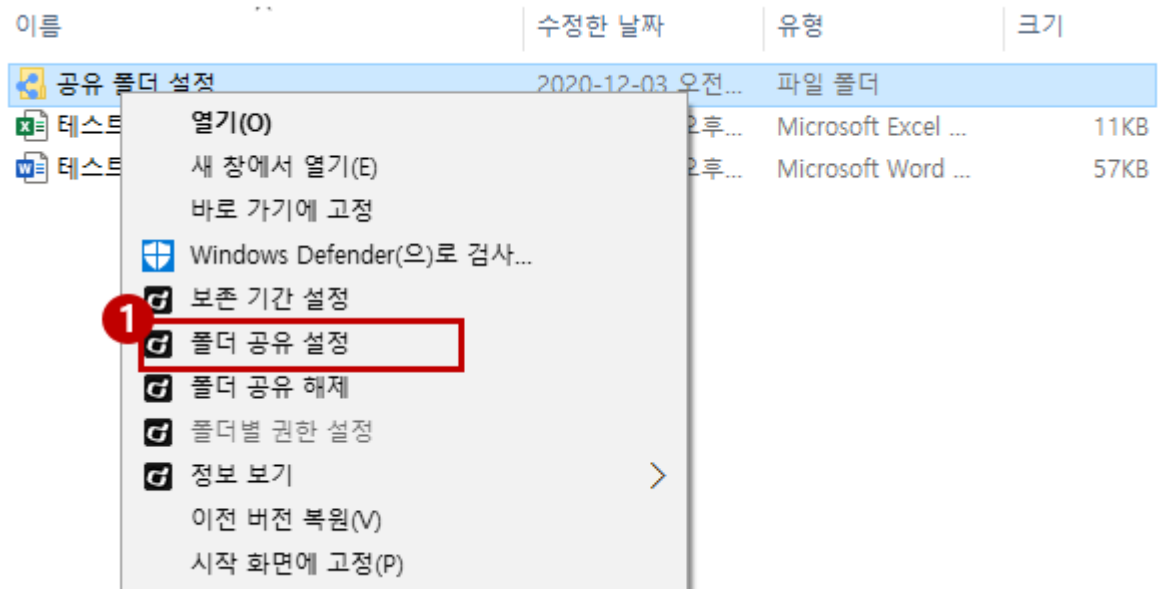 이름 수정한 날짜 유형 크기
공유 폴더 설정 2020-12-03 오전... 파일 폴더
테스트 오후... Microsoft Excel ... 11KB
테스트 오후... Microsoft Word ... 57KB
열기(O)
새 창에서 열기(E)
바로 가기에 고정
Windows Defender(으)로 검사...
보존 기간 설정
1
폴더 공유 설정
폴더 공유 해제
폴더별 권한 설정
정보 보기
이전 버전 복원(V)
시작 화면에 고정(P)